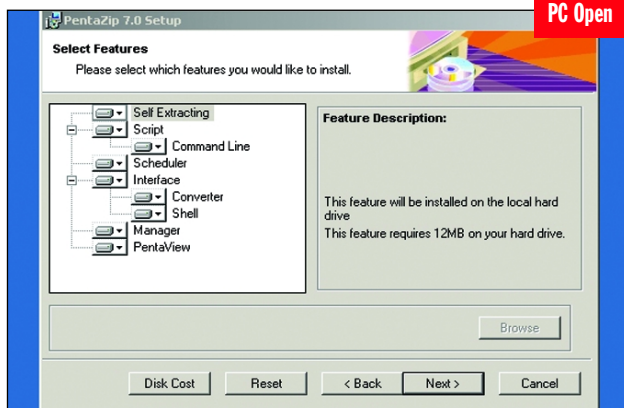 PC Open
PentaZip 7.0 Setup
Select Features
Please select which features you would like to install.
Self Extracting
Script
Command Line
Scheduler
Interface
Converter
Shell
Manager
PentaView
Feature Description:
This feature will be installed on the local hard
drive
This feature requires 12MB on your hard drive.
Browse
Disk Cost
Reset
< Back
Next >
Cancel